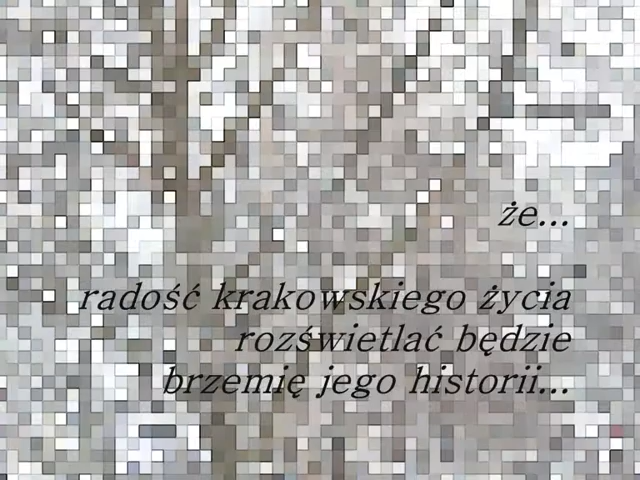 że...
radość krakowskiego życia
rozświetlać będzie
brzemię jego historii...